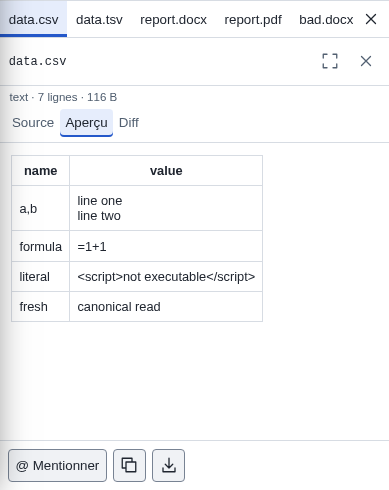 data.csv data.tsv report.docx report.pdf bad.docx
data.csv
text · 7 lignes · 116 B
Source Aperçu Diff
name value
a,b line one
line two
formula =1+1
literal <script>not executable</script>
fresh canonical read
@ Mentionner